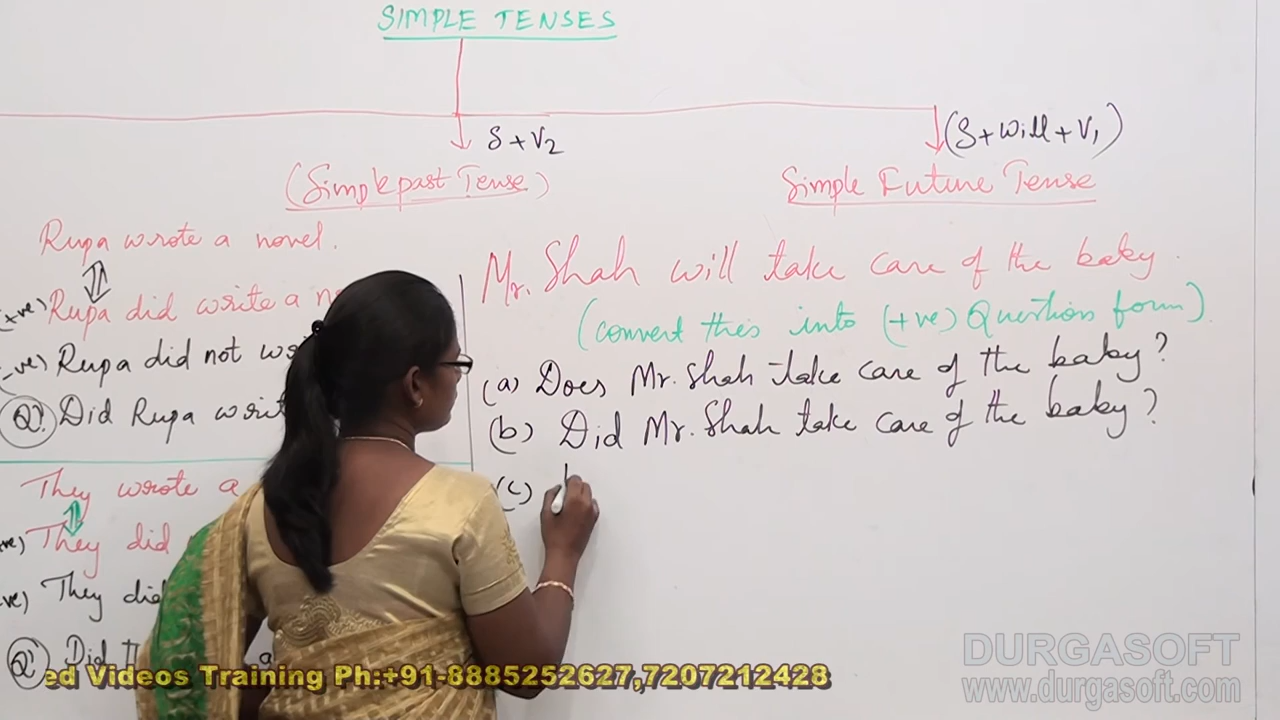 SIMPLE TENSES
S + V2
(S + will + V1)
(Simple past Tense)
Simple Future Tense
Rupa wrote a novel.
(+ve) Rupa did write a
Rupa did not
Q? Did Rupa
They wrote a
They did
They did
Q? Did
Mr. Shah will take care of the baby.
(convert this into (+ve) Question form)
(a) Does Mr. Shah take care of the baby?
(b) Did Mr. Shah take care of the baby?
(c)
ed Videos Training Ph:+91-8885252627,7207212428
DURGASOFT
www.durgasoft.com